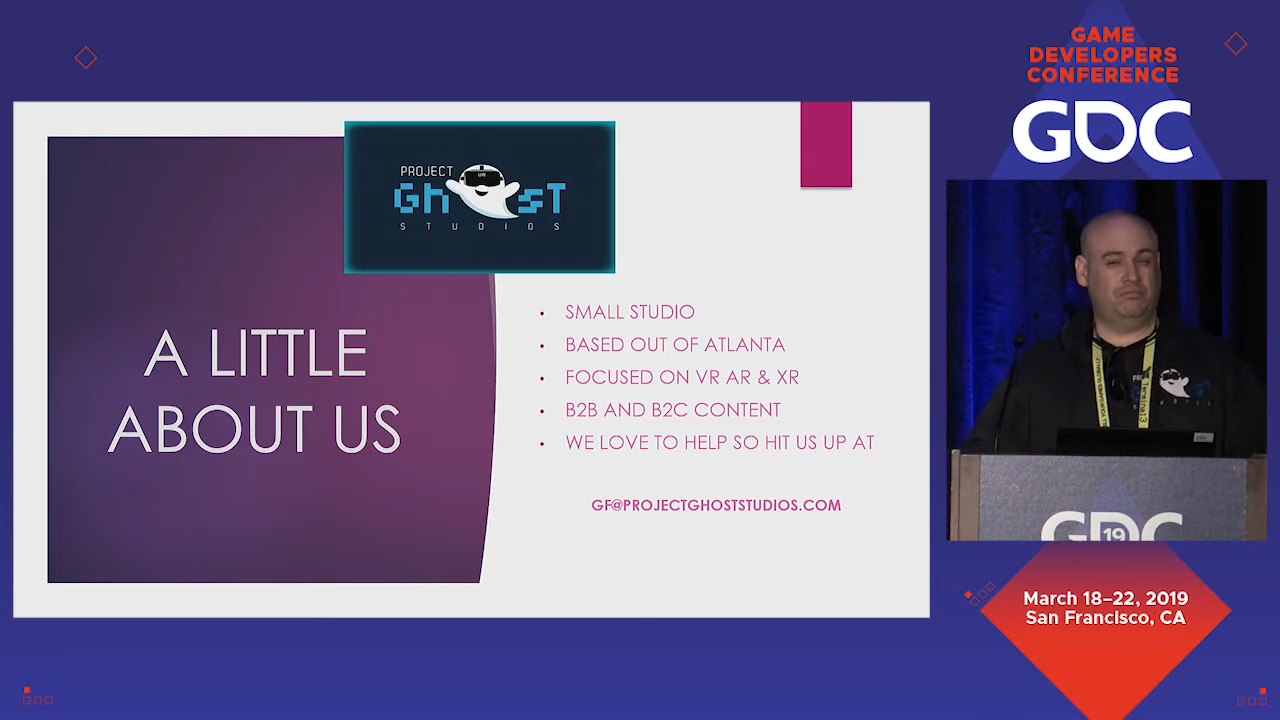 GAME
DEVELOPERS
CONFERENCE
GDC
PROJECT
GhosT
STUDIOS
A LITTLE
ABOUT US
• SMALL STUDIO
• BASED OUT OF ATLANTA
• FOCUSED ON VR AR & XR
• B2B AND B2C CONTENT
• WE LOVE TO HELP SO HIT US UP AT
GF@PROJECTGHOSTSTUDIOS.COM
GDC
19
March 18–22, 2019
San Francisco, CA